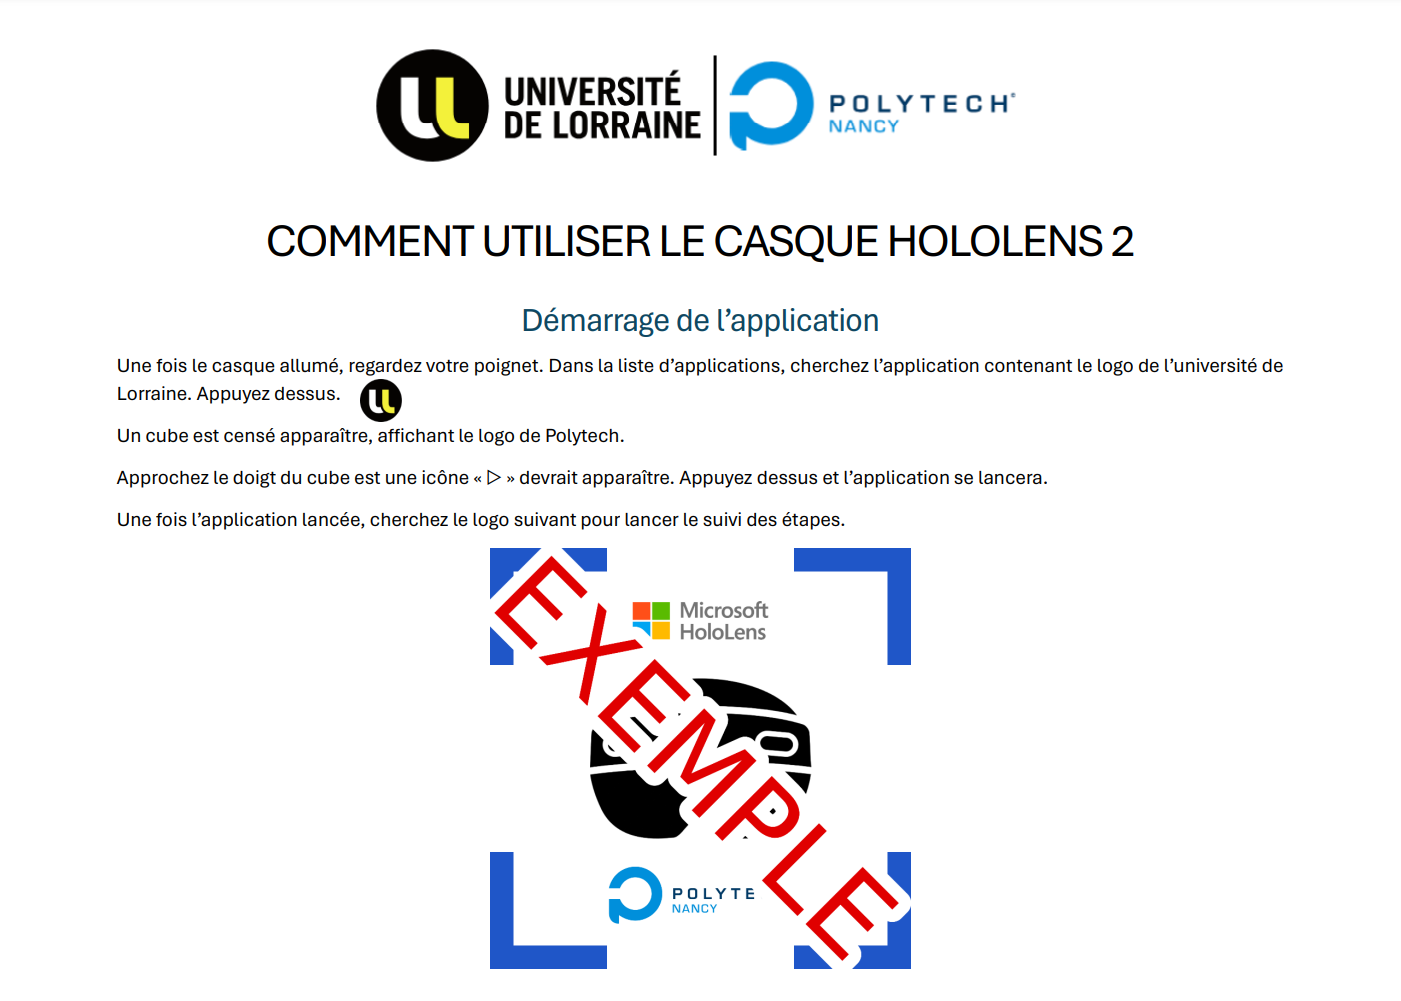 UNIVERSITÉ
DE LORRAINE
POLYTECH
NANCY
COMMENT UTILISER LE CASQUE HOLOLENS 2
Démarrage de l’application
Une fois le casque allumé, regardez votre poignet. Dans la liste d’applications, cherchez l’application contenant le logo de l’université de
Lorraine. Appuyez dessus.
Un cube est censé apparaître, affichant le logo de Polytech.
Approchez le doigt du cube est une icône « ▷ » devrait apparaître. Appuyez dessus et l’application se lancera.
Une fois l’application lancée, cherchez le logo suivant pour lancer le suivi des étapes.
Microsoft
HoloLens
EXEMPLE
POLYTE
NANCY